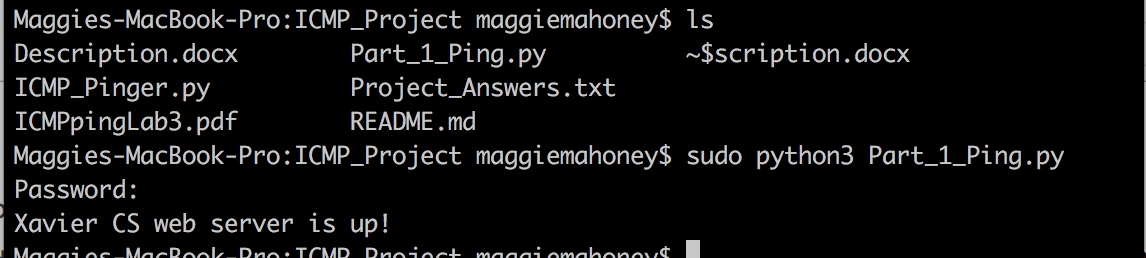 Maggies-MacBook-Pro:ICMP_Project maggiemahoney$ ls
Description.docx Part_1_Ping.py ~$scription.docx
ICMP_Pinger.py Project_Answers.txt
ICMPpingLab3.pdf README.md
Maggies-MacBook-Pro:ICMP_Project maggiemahoney$ sudo python3 Part_1_Ping.py
Password:
Xavier CS web server is up!
Maggies-MacBook-Pro:ICMP_Project maggiemahoney$